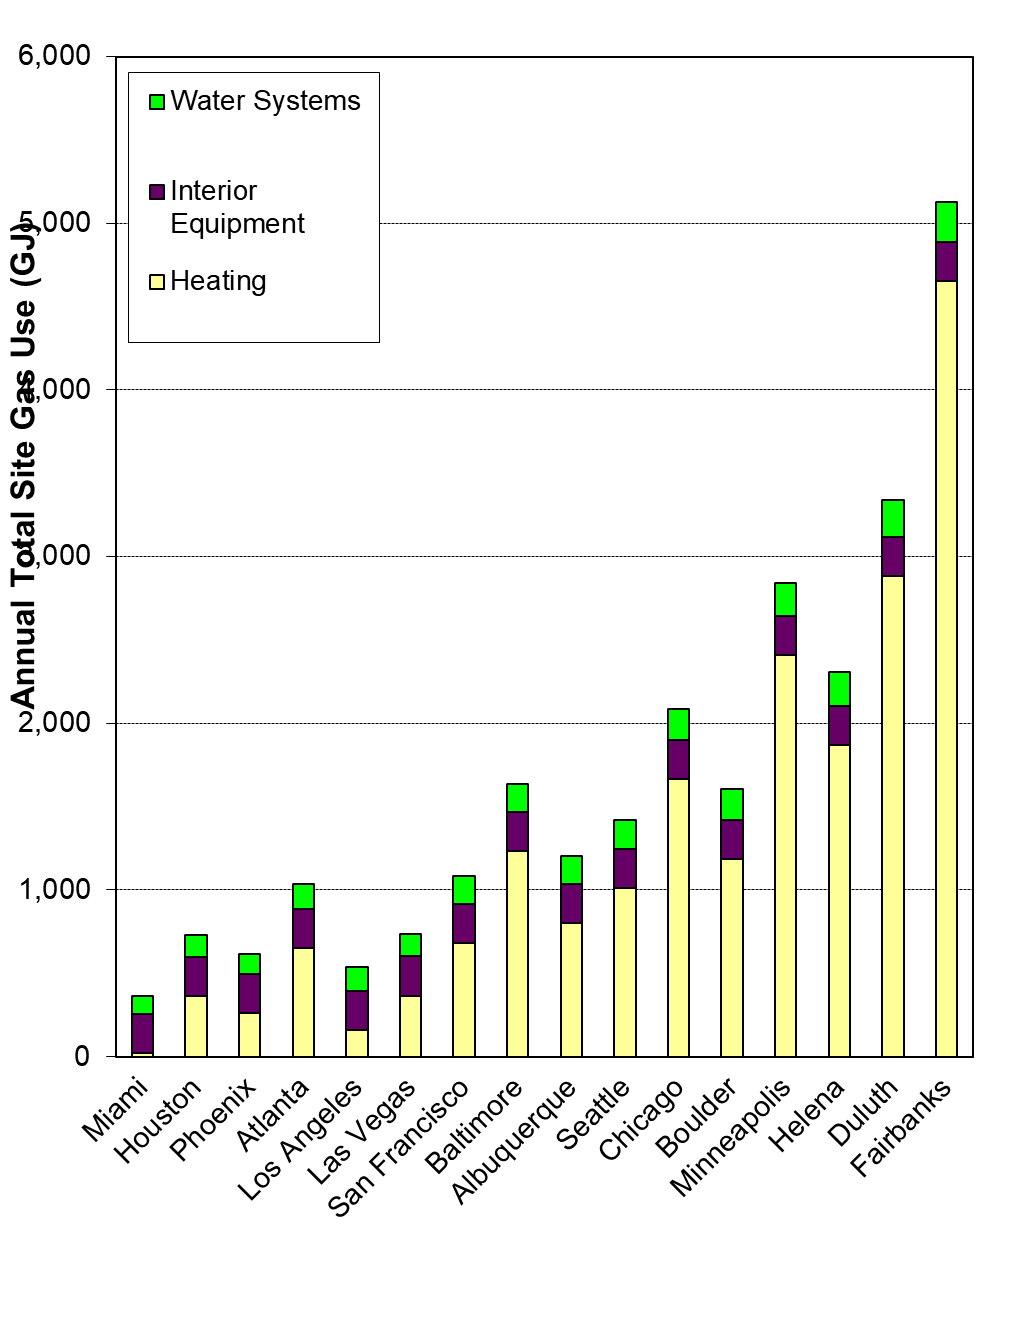 6,000
Water Systems
Interior
Equipment
5,000
Heating
4,000
3,000
2,000
1,000
0
Annual Total Site Gas Use (GJ)
Miami
Houston
Phoenix
Atlanta
Los Angeles
Las Vegas
San Francisco
Baltimore
Albuquerque
Seattle
Chicago
Boulder
Minneapolis
Helena
Duluth
Fairbanks